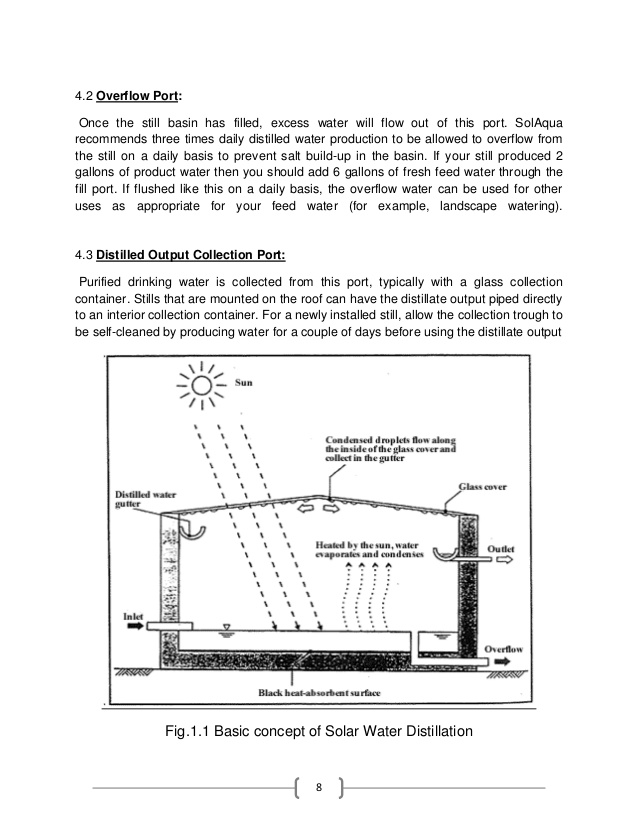 4.2 Overflow Port:
Once the still basin has filled, excess water will flow out of this port. SolAqua
recommends three times daily distilled water production to be allowed to overflow from
the still on a daily basis to prevent salt build-up in the basin. If your still produced 2
gallons of product water then you should add 6 gallons of fresh feed water through the
fill port. If flushed like this on a daily basis, the overflow water can be used for other
uses as appropriate for your feed water (for example, landscape watering).
4.3 Distilled Output Collection Port:
Purified drinking water is collected from this port, typically with a glass collection
container. Stills that are mounted on the roof can have the distillate output piped directly
to an interior collection container. For a newly installed still, allow the collection trough to
be self-cleaned by producing water for a couple of days before using the distillate output
Sun
Condensed droplets flow along
the inside of the glass cover and
collect in the gutter
Glass cover
Distilled water
gutter
Heated by the sun, water
evaporates and condenses
Outlet
Inlet
Overflow
Black heat-absorbent surface
Fig.1.1 Basic concept of Solar Water Distillation
8